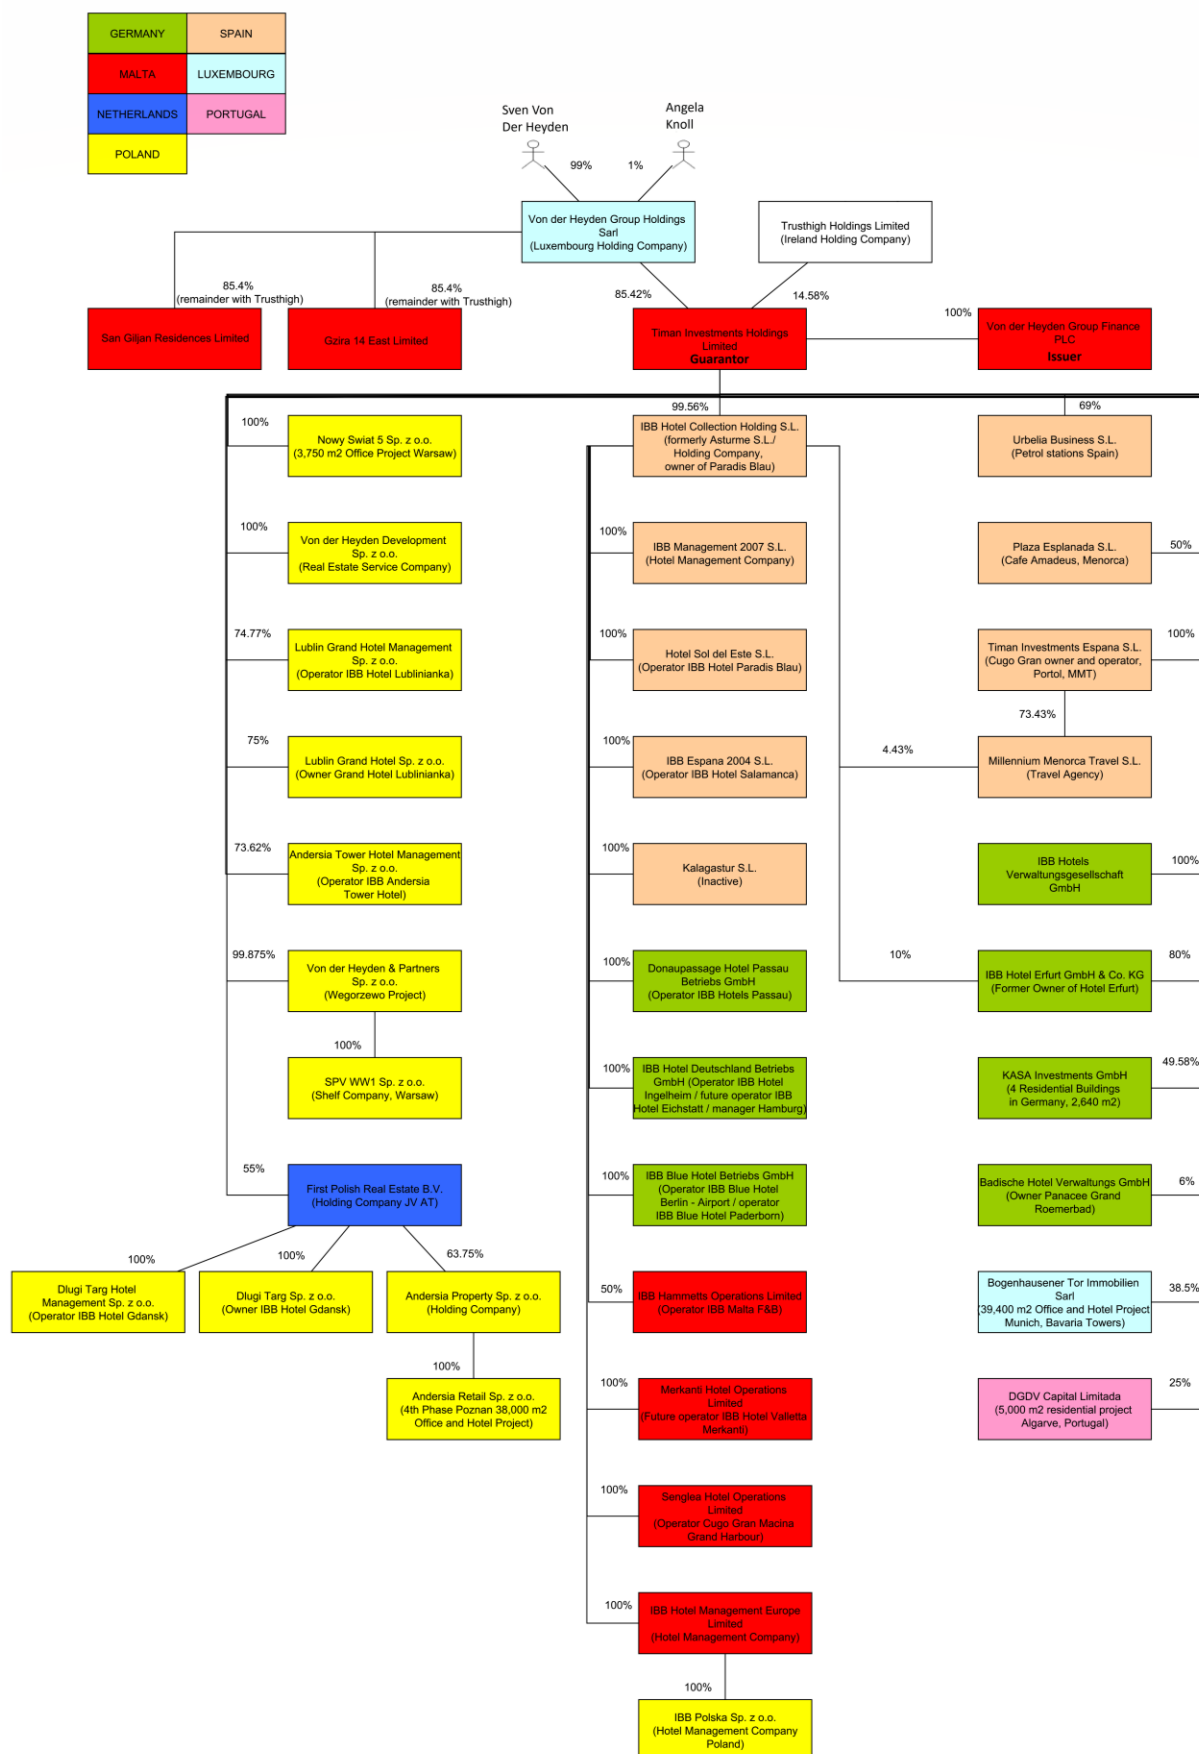 GERMANY
SPAIN
MALTA
LUXEMBOURG
NETHERLANDS
PORTUGAL
POLAND
Sven Von
Der Heyden
Angela
Knoll
99%
1%
Von der Heyden Group Holdings
Sarl
(Luxembourg Holding Company)
Trusthigh Holdings Limited
(Ireland Holding Company)
85.4%
(remainder with Trusthigh)
85.4%
(remainder with Trusthigh)
85.42%
14.58%
San Giljan Residences Limited
Gzira 14 East Limited
Timan Investments Holdings
Limited
Guarantor
100%
Von der Heyden Group Finance
PLC
Issuer
99.56%
69%
100%
Nowy Swiat 5 Sp. z o.o.
(3,750 m2 Office Project Warsaw)
IBB Hotel Collection Holding S.L.
(formerly Asturme S.L./
Holding Company,
owner of Paradis Blau)
Urbelia Business S.L.
(Petrol stations Spain)
100%
Von der Heyden Development
Sp. z o.o.
(Real Estate Service Company)
100%
IBB Management 2007 S.L.
(Hotel Management Company)
Plaza Esplanada S.L.
(Cafe Amadeus, Menorca)
50%
74.77%
Lublin Grand Hotel Management
Sp. z o.o.
(Operator IBB Hotel Lublinianka)
100%
Hotel Sol del Este S.L.
(Operator IBB Hotel Paradis Blau)
Timan Investments Espana S.L.
(Cugo Gran owner and operator,
Portol, MMT)
100%
73.43%
75%
Lublin Grand Hotel Sp. z o.o.
(Owner Grand Hotel Lublinianka)
100%
IBB Espana 2004 S.L.
(Operator IBB Hotel Salamanca)
4.43%
Millennium Menorca Travel S.L.
(Travel Agency)
73.62%
Andersia Tower Hotel Management
Sp. z o.o.
(Operator IBB Andersia
Tower Hotel)
100%
Kalagastur S.L.
(Inactive)
IBB Hotels
Verwaltungsgesellschaft
GmbH
100%
99.875%
Von der Heyden & Partners
Sp. z o.o.
(Wegorzewo Project)
100%
Donaupassage Hotel Passau
Betriebs GmbH
(Operator IBB Hotels Passau)
10%
IBB Hotel Erfurt GmbH & Co. KG
(Former Owner of Hotel Erfurt)
80%
100%
SPV WW1 Sp. z o.o.
(Shelf Company, Warsaw)
100%
IBB Hotel Deutschland Betriebs
GmbH (Operator IBB Hotel
Ingelheim / future operator IBB
Hotel Eichstatt / manager Hamburg)
KASA Investments GmbH
(4 Residential Buildings
in Germany, 2,640 m2)
49.58%
55%
First Polish Real Estate B.V.
(Holding Company JV AT)
100%
IBB Blue Hotel Betriebs GmbH
(Operator IBB Blue Hotel
Berlin - Airport / operator
IBB Blue Hotel Paderborn)
Badische Hotel Verwaltungs GmbH
(Owner Panacee Grand
Roemerbad)
6%
100%
100%
63.75%
Dlugi Targ Hotel
Management Sp. z o.o.
(Operator IBB Hotel Gdansk)
Dlugi Targ Sp. z o.o.
(Owner IBB Hotel Gdansk)
Andersia Property Sp. z o.o.
(Holding Company)
50%
IBB Hammetts Operations Limited
(Operator IBB Malta F&B)
Bogenhausener Tor Immobilien
Sarl
(39,400 m2 Office and Hotel Project
Munich, Bavaria Towers)
38.5%
100%
Andersia Retail Sp. z o.o.
(4th Phase Poznan 38,000 m2
Office and Hotel Project)
100%
Merkanti Hotel Operations
Limited
(Future operator IBB Hotel Valletta
Merkanti)
DGDV Capital Limitada
(5,000 m2 residential project
Algarve, Portugal)
25%
100%
Senglea Hotel Operations
Limited
(Operator Cugo Gran Macina
Grand Harbour)
100%
IBB Hotel Management Europe
Limited
(Hotel Management Company)
100%
IBB Polska Sp. z o.o.
(Hotel Management Company
Poland)